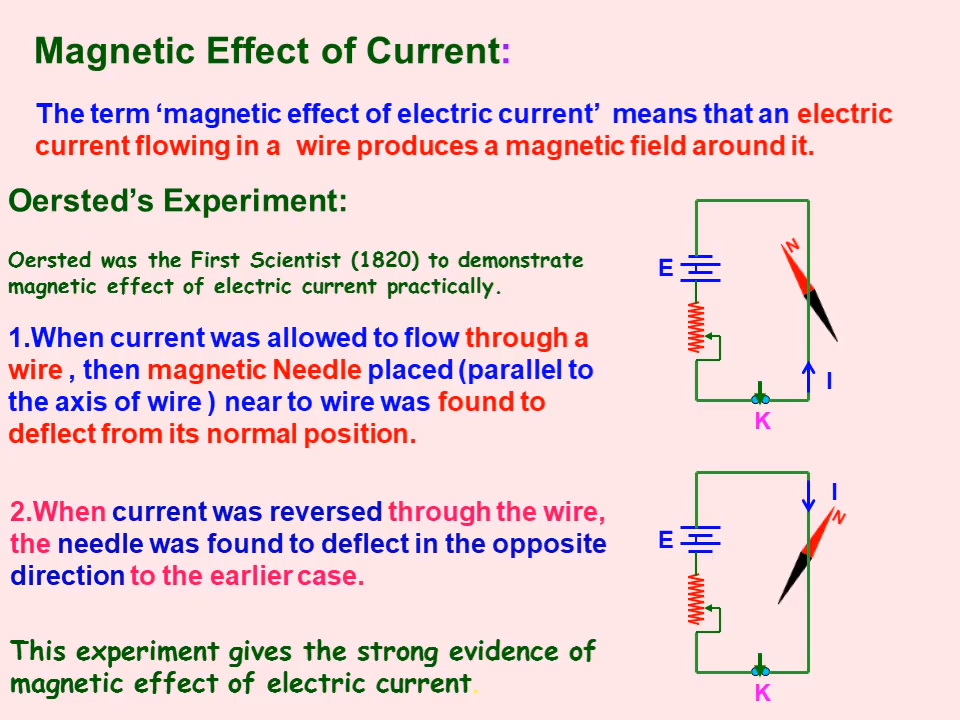 Magnetic Effect of Current:
The term ‘magnetic effect of electric current’ means that an electric
current flowing in a wire produces a magnetic field around it.
Oersted’s Experiment:
Oersted was the First Scientist (1820) to demonstrate
magnetic effect of electric current practically.
1.When current was allowed to flow through a
wire , then magnetic Needle placed (parallel to
the axis of wire ) near to wire was found to
deflect from its normal position.
2.When current was reversed through the wire,
the needle was found to deflect in the opposite
direction to the earlier case.
This experiment gives the strong evidence of
magnetic effect of electric current.
N
E
I
K
I
N
E
K